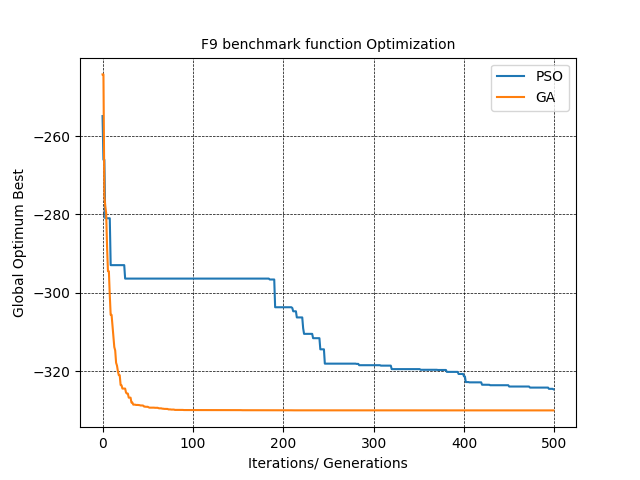 F9 benchmark function Optimization
PSO
GA
Global Optimum Best
−260
−280
−300
−320
0 100 200 300 400 500
Iterations/ Generations